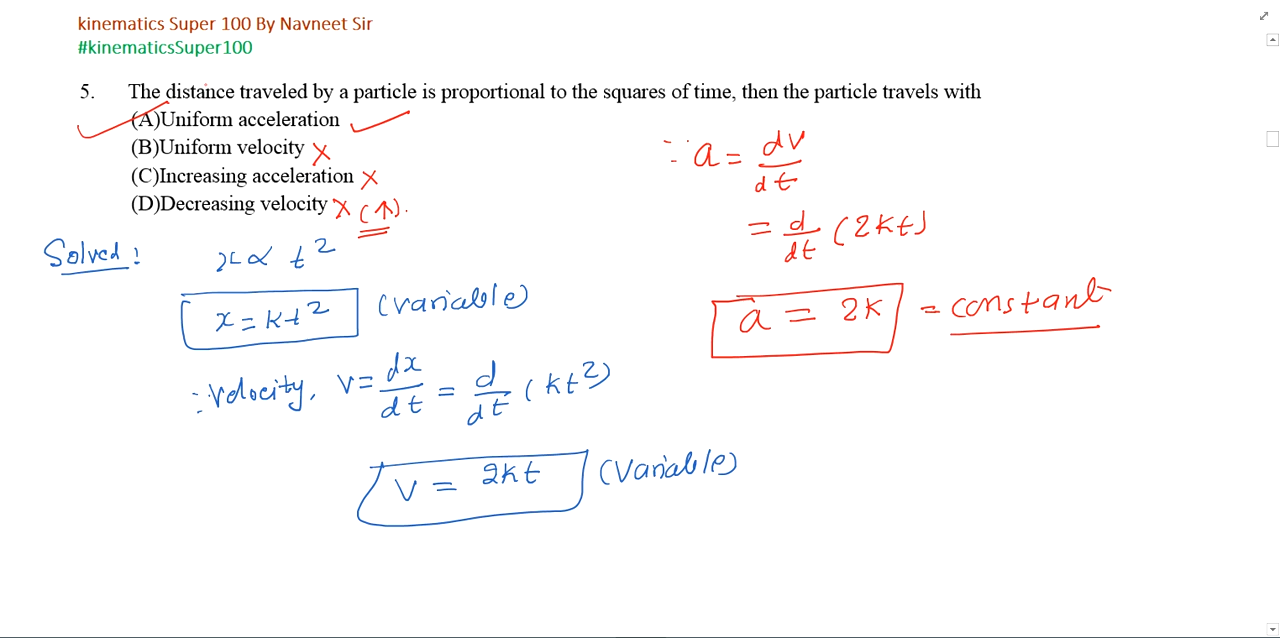 kinematics Super 100 By Navneet Sir
#kinematicsSuper100
5. The distance traveled by a particle is proportional to the squares of time, then the particle travels with
(A)Uniform acceleration
(B)Uniform velocity X
(C)Increasing acceleration X
(D)Decreasing velocity X (↑).
Solved:
x ∝ t²
x = kt² (variable)
∵ velocity, v = dx/dt = d/dt (kt²)
v = 2kt (variable)
∵ a = dv/dt
= d/dt (2kt)
a = 2k = constant